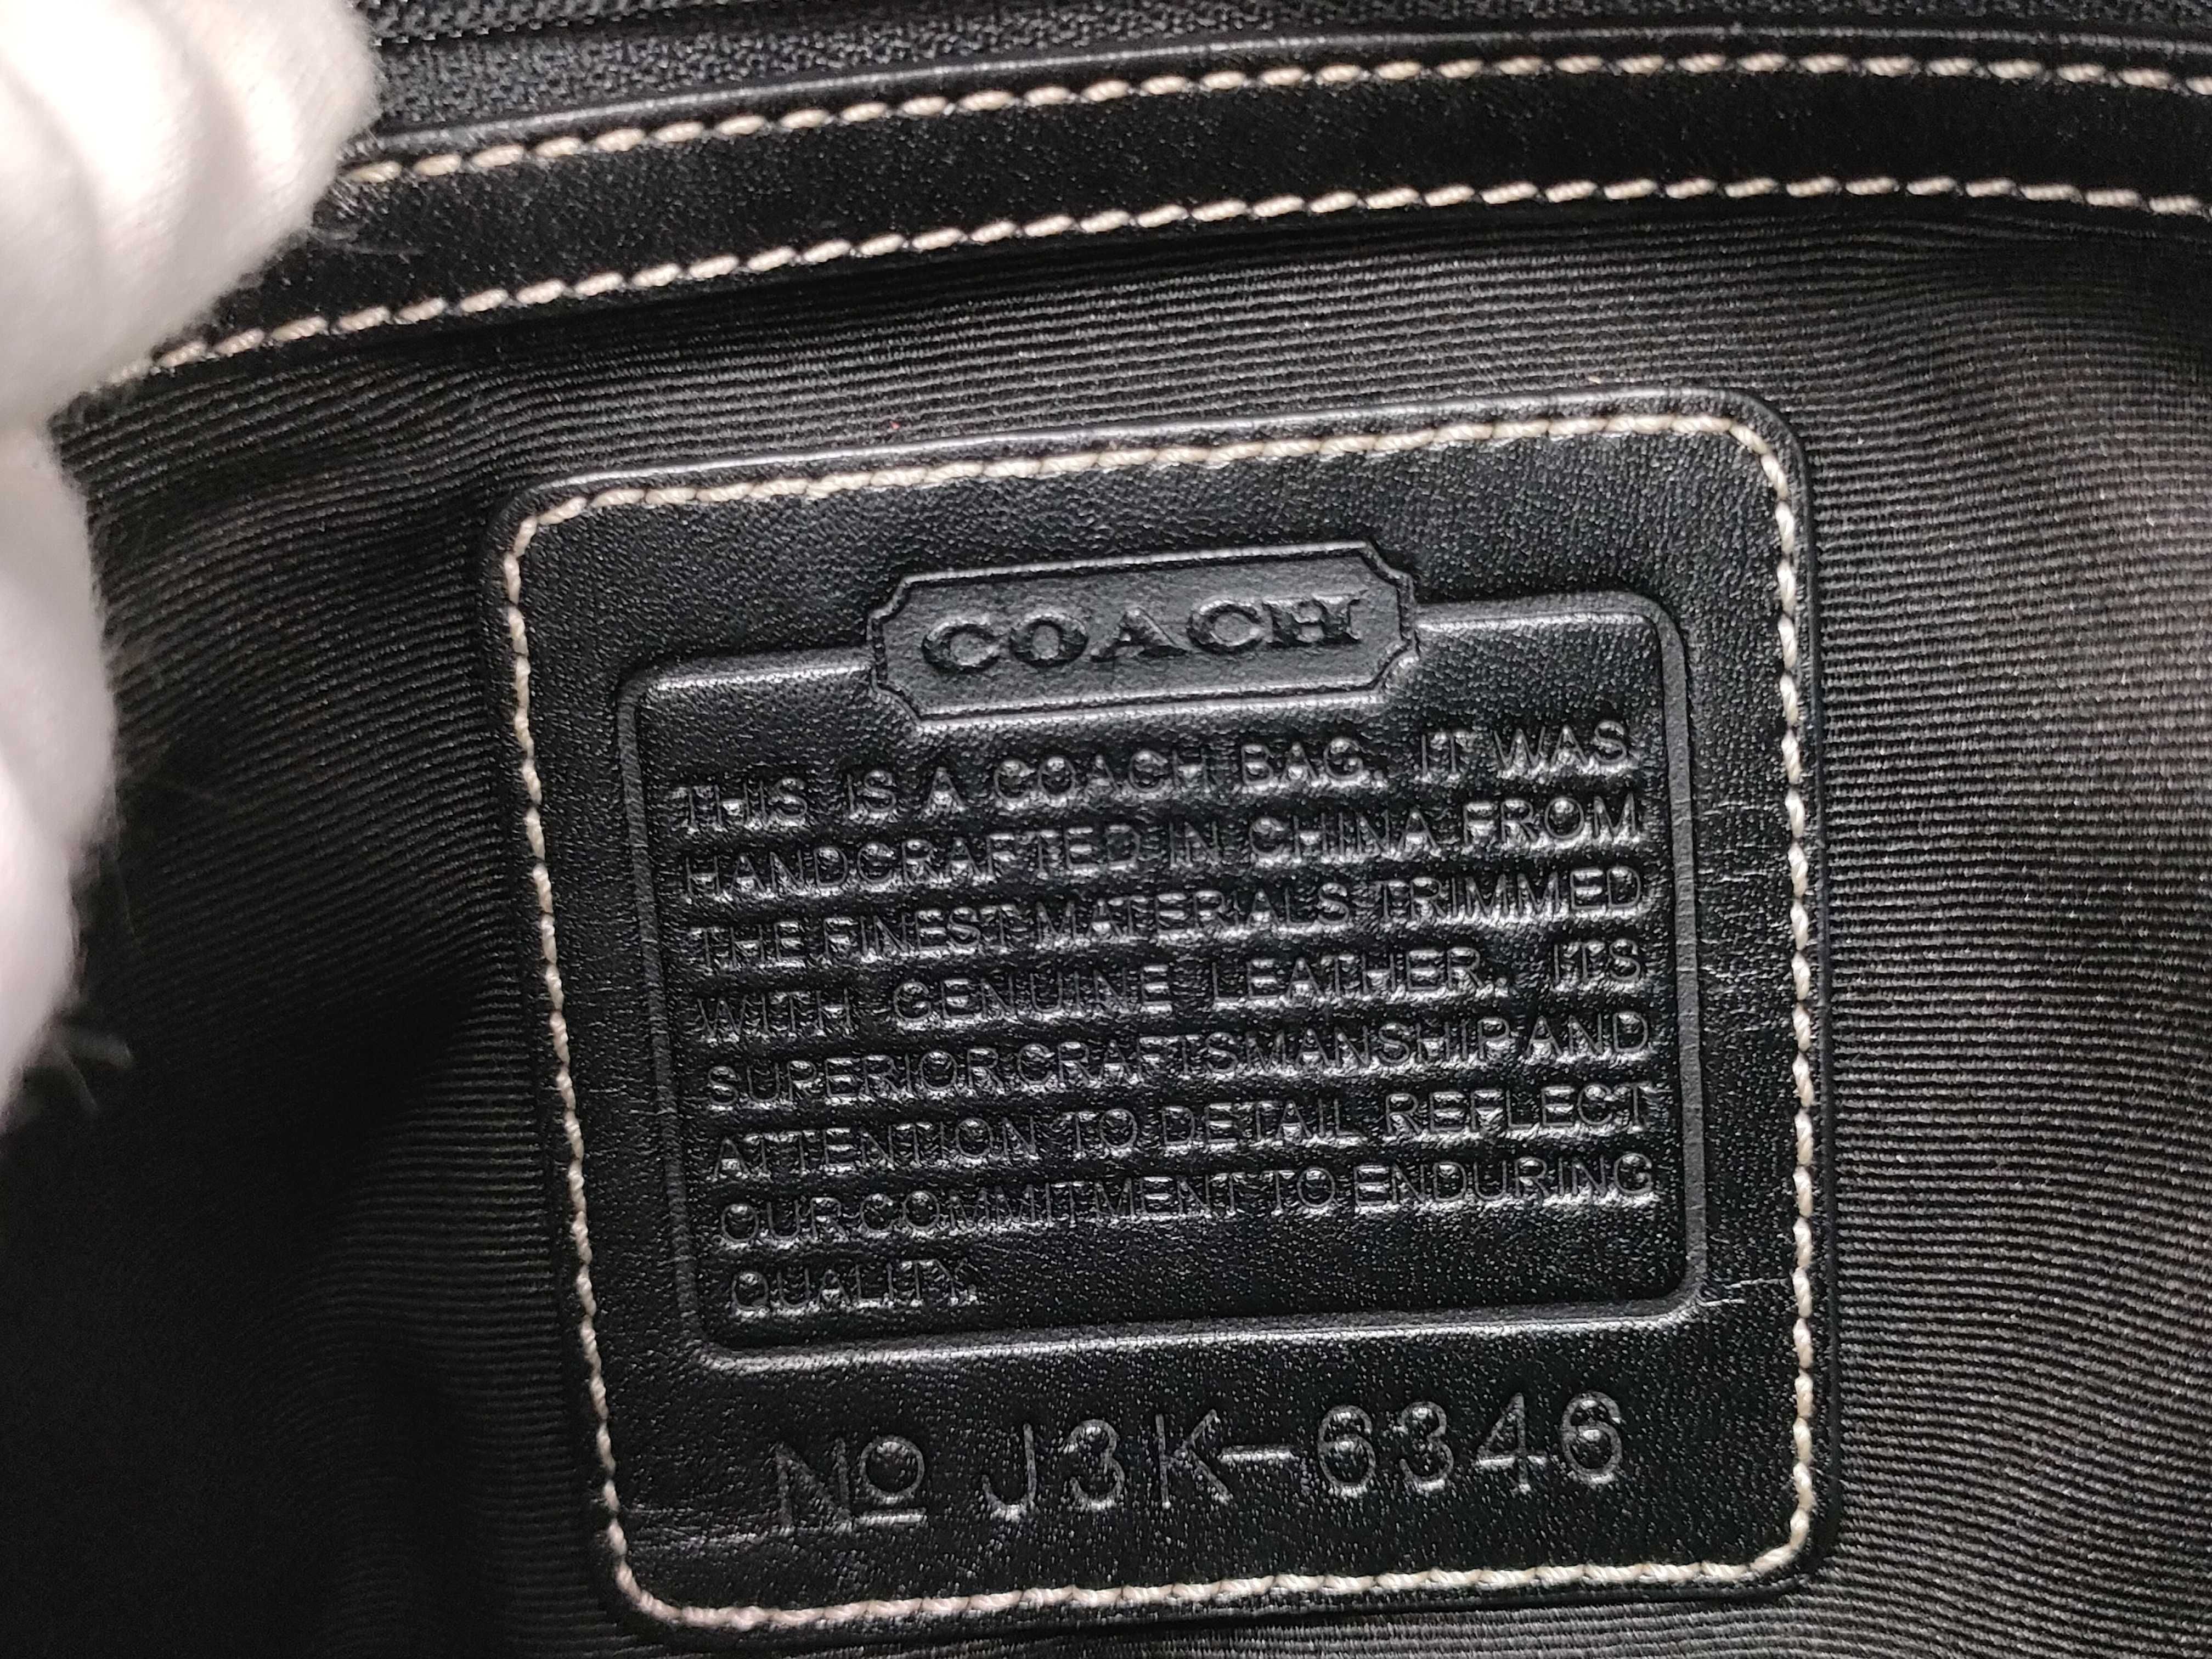 COACH
THIS IS A COACH BAG. IT WAS
HANDCRAFTED IN CHINA FROM
THE FINEST MATERIALS TRIMMED
WITH GENUINE LEATHER. ITS
SUPERIOR CRAFTSMANSHIP AND
ATTENTION TO DETAIL REFLECT
OUR COMMITMENT TO ENDURING
QUALITY.
Nº J3K-6346